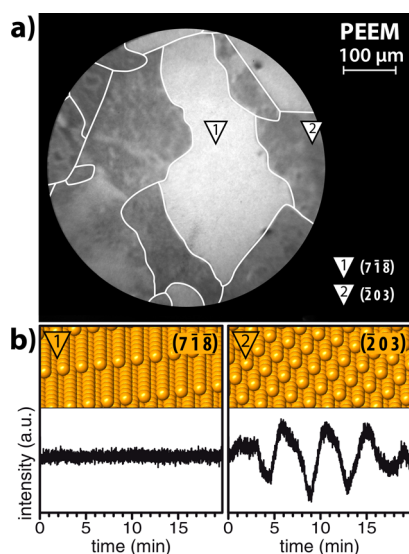 a)
PEEM
100 μm
1
2
1 (7 1̄ 8̄)
2 (2̄ 0 3)
b)
1 (7 1̄ 8̄)
2 (2̄ 0 3)
intensity (a.u.)
0 5 10 15
0 5 10 15
time (min)
time (min)